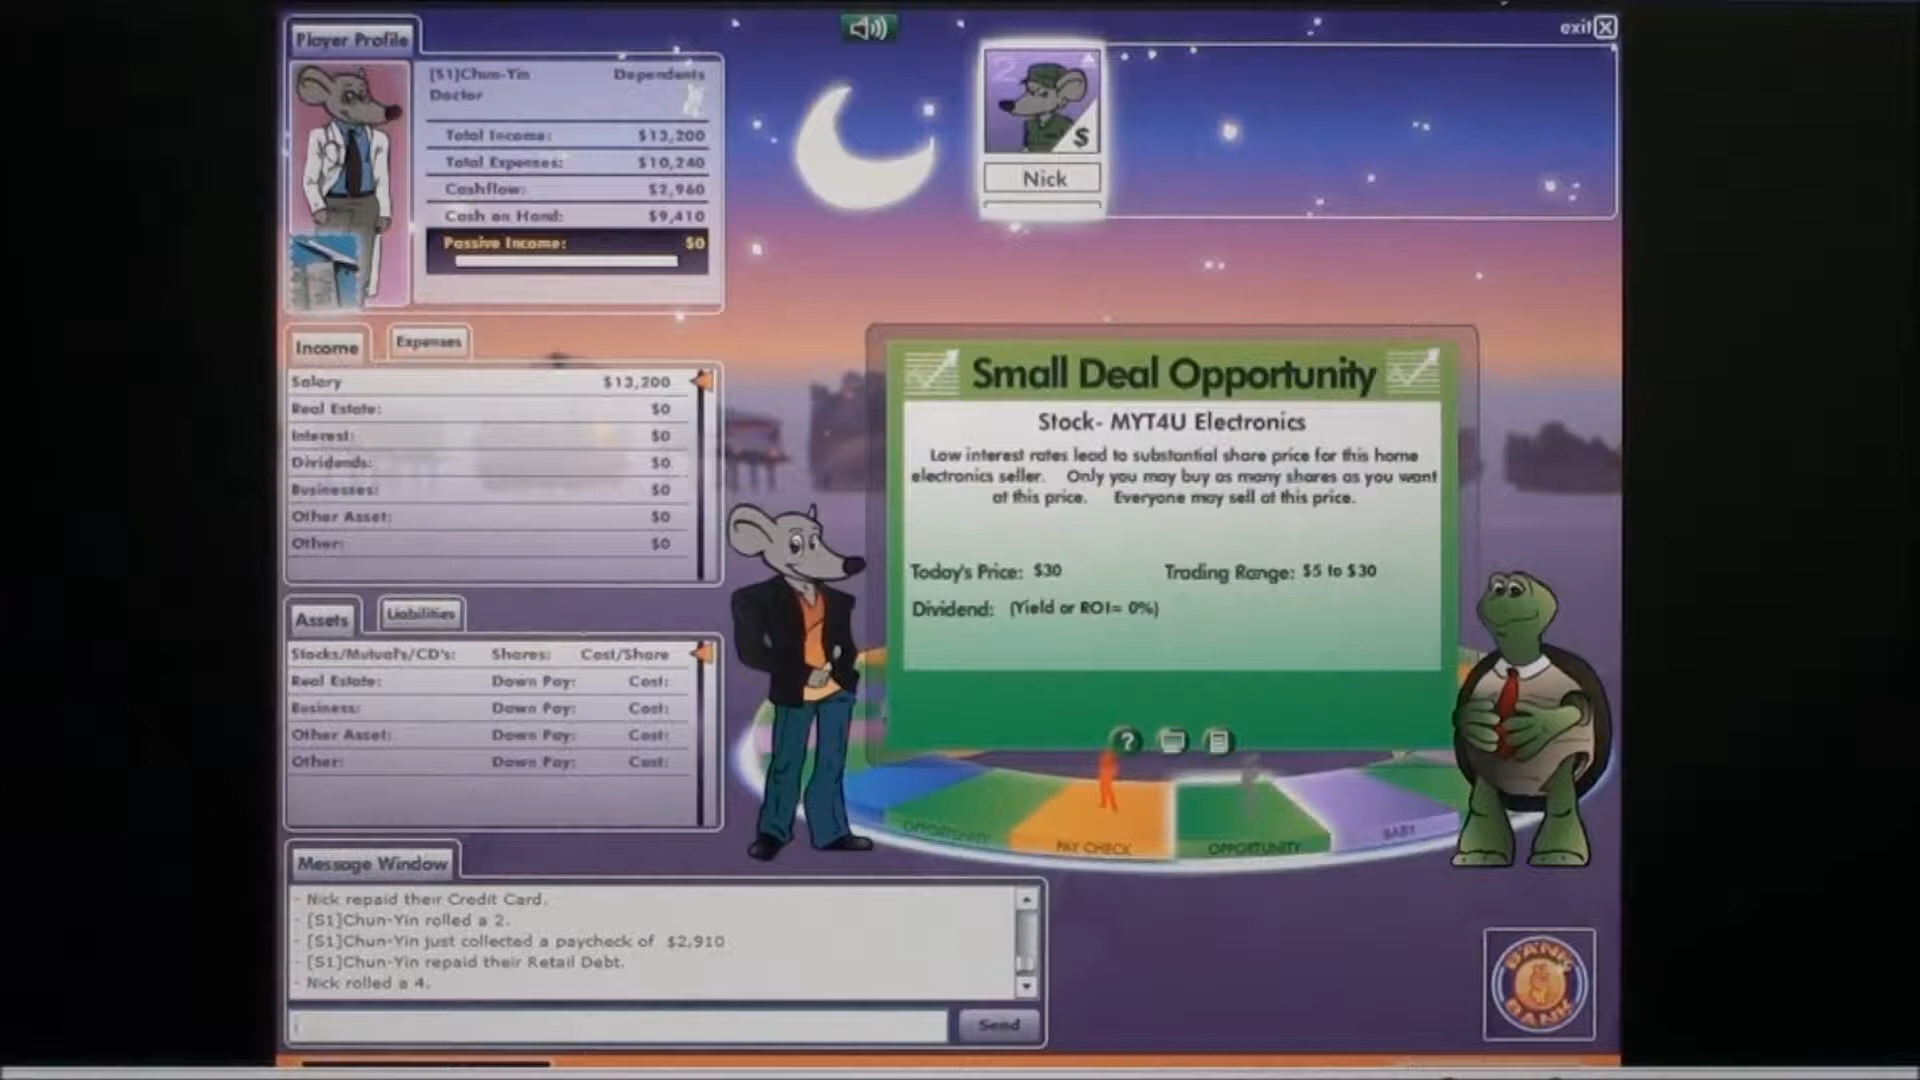 Player Profile
exit
[S1]Chun-Yin
Dependents
Doctor
Total Income: $13,200
Total Expenses: $10,240
Cashflow: $2,960
Cash on Hand: $9,410
Passive Income: $0
2
$
Nick
Income
Expenses
Salary $13,200
Real Estate: $0
Interest: $0
Dividends: $0
Businesses: $0
Other Asset: $0
Other: $0
Assets
Liabilities
Stocks/Mutual's/CD's: Shares: Cost/Share
Real Estate: Down Pay: Cost:
Business: Down Pay: Cost:
Other Asset: Down Pay: Cost:
Other: Down Pay: Cost:
Small Deal Opportunity
Stock- MYT4U Electronics
Low interest rates lead to substantial share price for this home
electronics seller. Only you may buy as many shares as you want
at this price. Everyone may sell at this price.
Today's Price: $30 Trading Range: $5 to $30
Dividend: (Yield or ROI= 0%)
?
OPPORTUNITY
PAY CHECK
OPPORTUNITY
BABY
Message Window
- Nick repaid their Credit Card.
- [S1]Chun-Yin rolled a 2.
- [S1]Chun-Yin just collected a paycheck of $2,910
- [S1]Chun-Yin repaid their Retail Debt.
- Nick rolled a 4.
Send
BANK
BANK